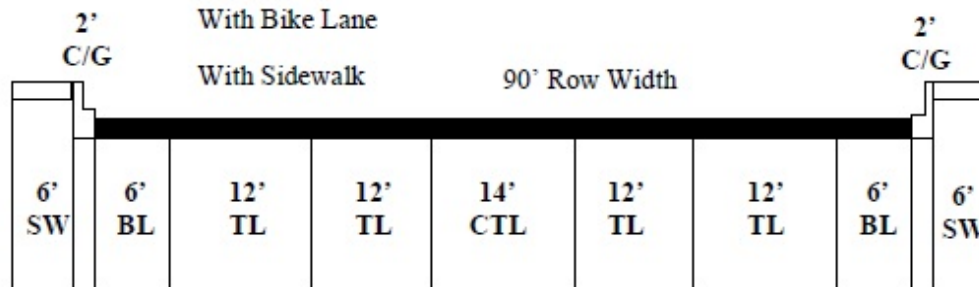 2’
C/G
With Bike Lane
With Sidewalk
90’ Row Width
2’
C/G
6’
SW
6’
BL
12’
TL
12’
TL
14’
CTL
12’
TL
12’
TL
6’
BL
6’
SW